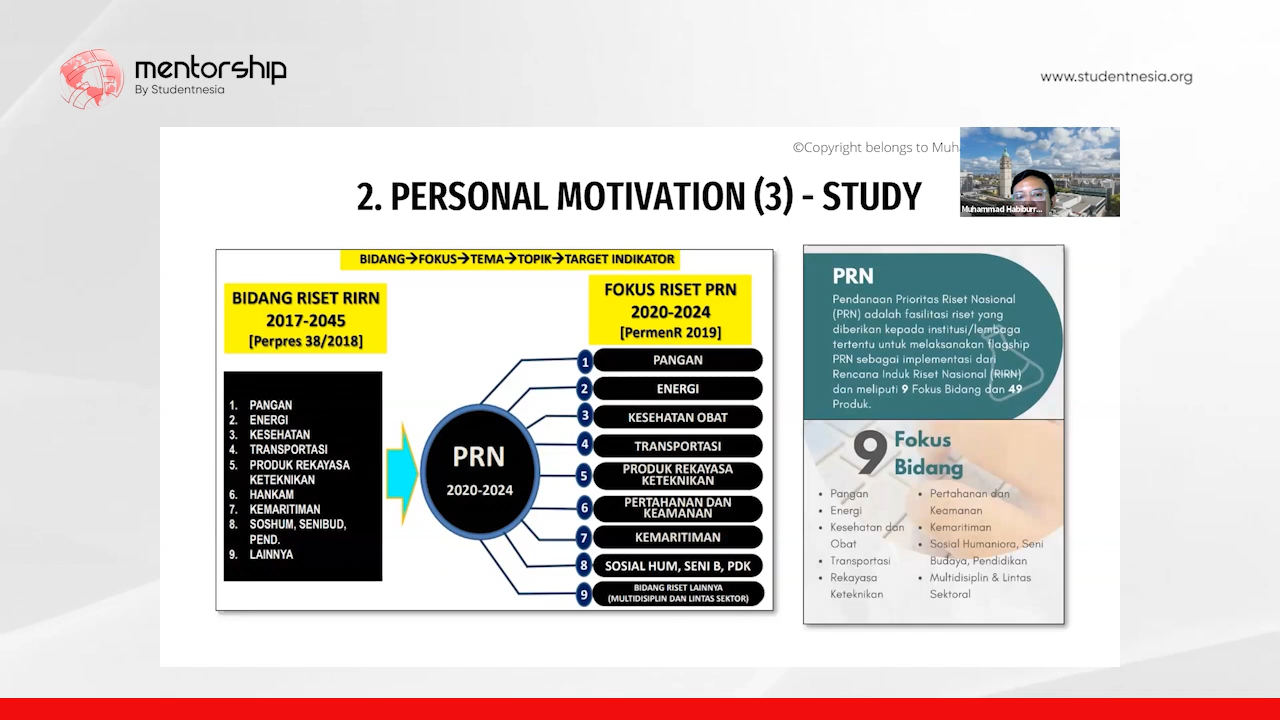 mentorship
By Studentnesia
www.studentnesia.org
©Copyright belongs to
Muhammad Habiburr...
2. PERSONAL MOTIVATION (3) - STUDY
BIDANG→FOKUS→TEMA→TOPIK→TARGET INDIKATOR
BIDANG RISET RIRN
2017-2045
[Perpres 38/2018]
1. PANGAN
2. ENERGI
3. KESEHATAN
4. TRANSPORTASI
5. PRODUK REKAYASA
KETEKNIKAN
6. HANKAM
7. KEMARITIMAN
8. SOSHUM, SENIBUD,
PEND.
9. LAINNYA
PRN
2020-2024
FOKUS RISET PRN
2020-2024
[PermenR 2019]
1 PANGAN
2 ENERGI
3 KESEHATAN OBAT
4 TRANSPORTASI
5 PRODUK REKAYASA
KETEKNIKAN
6 PERTAHANAN DAN
KEAMANAN
7 KEMARITIMAN
8 SOSIAL HUM, SENI B, PDK
9 BIDANG RISET LAINNYA
(MULTIDISIPLIN DAN LINTAS SEKTOR)
PRN
Pendanaan Prioritas Riset Nasional
(PRN) adalah fasilitasi riset yang
diberikan kepada institusi/lembaga
tertentu untuk melaksanakan flagship
PRN sebagai implementasi dari
Rencana Induk Riset Nasional (RIRN)
dan meliputi 9 Fokus Bidang dan 49
Produk.
9 Fokus
Bidang
• Pangan
• Energi
• Kesehatan dan
Obat
• Transportasi
• Rekayasa
Keteknikan
• Pertahanan dan
Keamanan
• Kemaritiman
• Sosial Humaniora, Seni
Budaya, Pendidikan
• Multidisiplin & Lintas
Sektoral